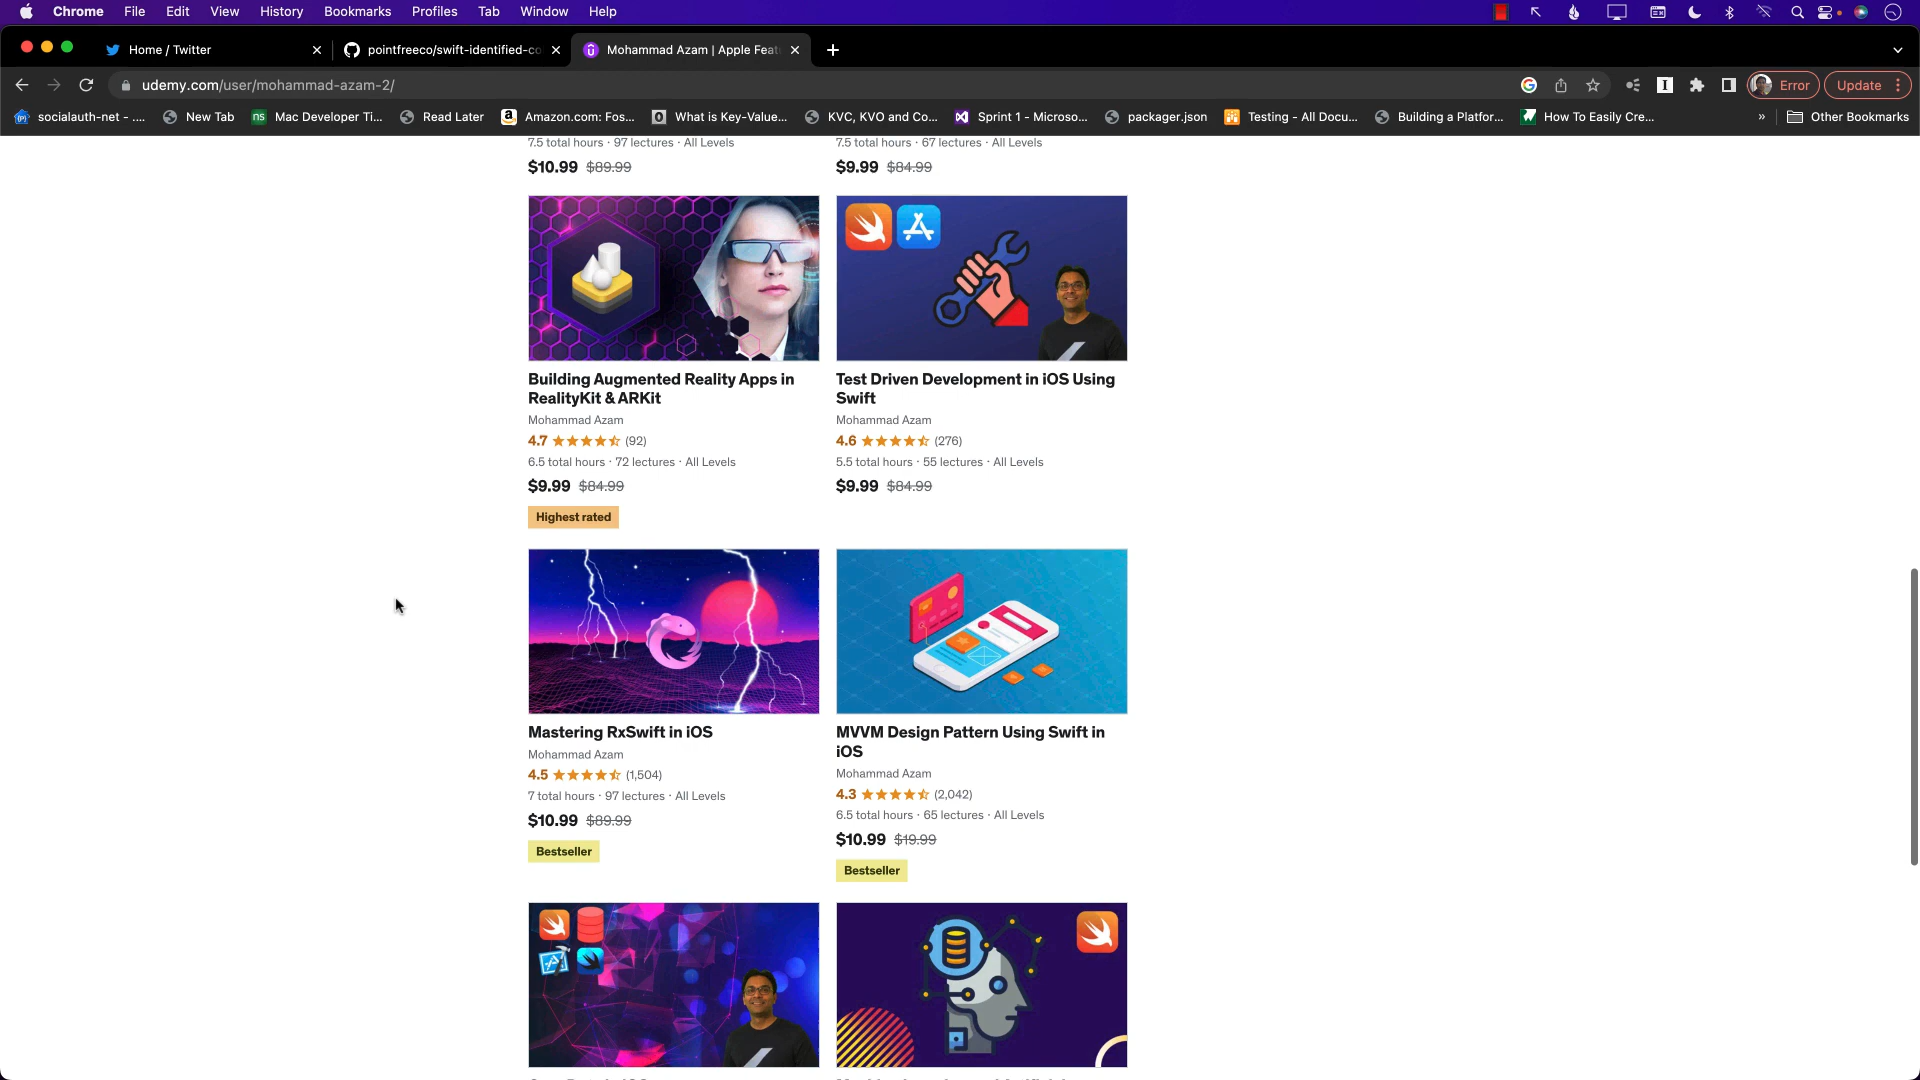 Chrome File Edit View History Bookmarks Profiles Tab Window Help
Home / Twitter pointfreeco/swift-identified-co Mohammad Azam | Apple Feat
udemy.com/user/mohammad-azam-2/ Error Update
socialauth-net - .... New Tab Mac Developer Ti... Read Later Amazon.com: Fos... What is Key-Value... KVC, KVO and Co... Sprint 1 - Microso... packager.json Testing - All Docu... Building a Platfor... How To Easily Cre... » Other Bookmarks
7.5 total hours · 97 lectures · All Levels
$10.99 $89.99
7.5 total hours · 67 lectures · All Levels
$9.99 $84.99
Building Augmented Reality Apps in
RealityKit & ARKit
Mohammad Azam
4.7 (92)
6.5 total hours · 72 lectures · All Levels
$9.99 $84.99
Highest rated
Test Driven Development in iOS Using
Swift
Mohammad Azam
4.6 (276)
5.5 total hours · 55 lectures · All Levels
$9.99 $84.99
Mastering RxSwift in iOS
Mohammad Azam
4.5 (1,504)
7 total hours · 97 lectures · All Levels
$10.99 $89.99
Bestseller
MVVM Design Pattern Using Swift in
iOS
Mohammad Azam
4.3 (2,042)
6.5 total hours · 65 lectures · All Levels
$10.99 $19.99
Bestseller